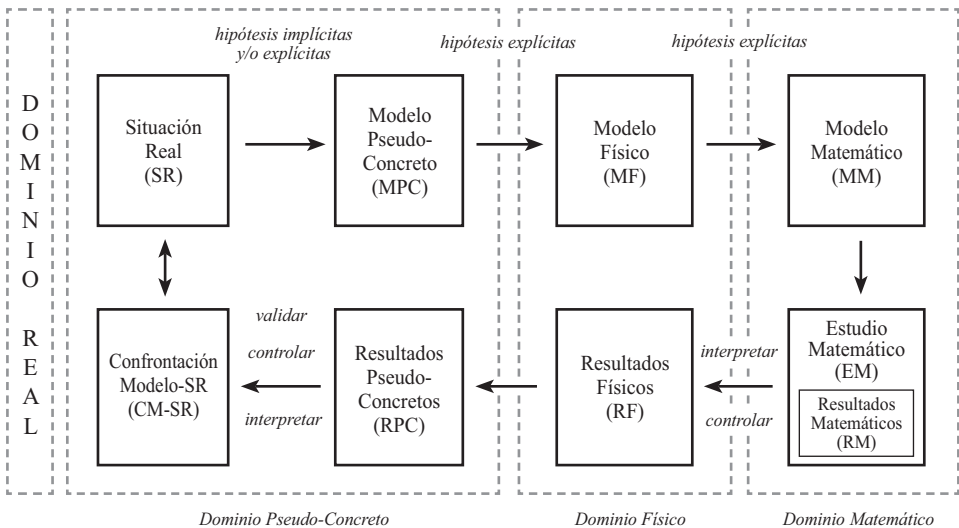 hipótesis implícitas
y/o explícitas
hipótesis explícitas
hipótesis explícitas
DOMINIO REAL
Situación
Real
(SR)
Modelo
Pseudo-
Concreto
(MPC)
Modelo
Físico
(MF)
Modelo
Matemático
(MM)
Confrontación
Modelo-SR
(CM-SR)
validar
controlar
interpretar
Resultados
Pseudo-
Concretos
(RPC)
Resultados
Físicos
(RF)
interpretar
controlar
Estudio
Matemático
(EM)
Resultados
Matemáticos
(RM)
Dominio Pseudo-Concreto
Dominio Físico
Dominio Matemático